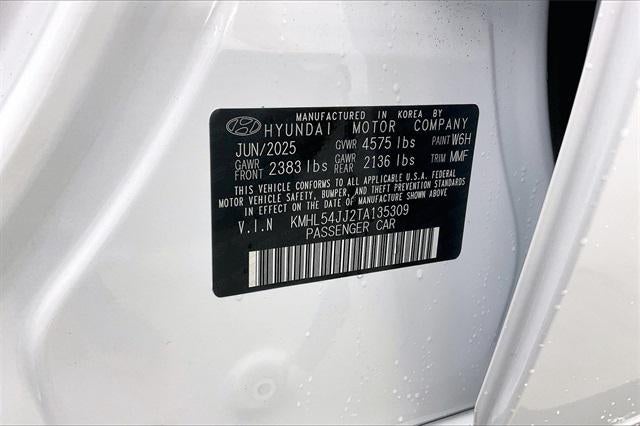 MANUFACTURED IN KOREA BY
HYUNDAI MOTOR COMPANY
JUN/2025 GVWR 4575 lbs PAINT W6H
GAWR FRONT 2383 lbs GAWR REAR 2136 lbs TRIM MMF
THIS VEHICLE CONFORMS TO ALL APPLICABLE U.S.A. FEDERAL
MOTOR VEHICLE SAFETY, BUMPER, AND THEFT PREVENTION STANDARDS
IN EFFECT ON THE DATE OF MANUFACTURE SHOWN ABOVE
V.I.N KMHL54JJ2TA135309
PASSENGER CAR